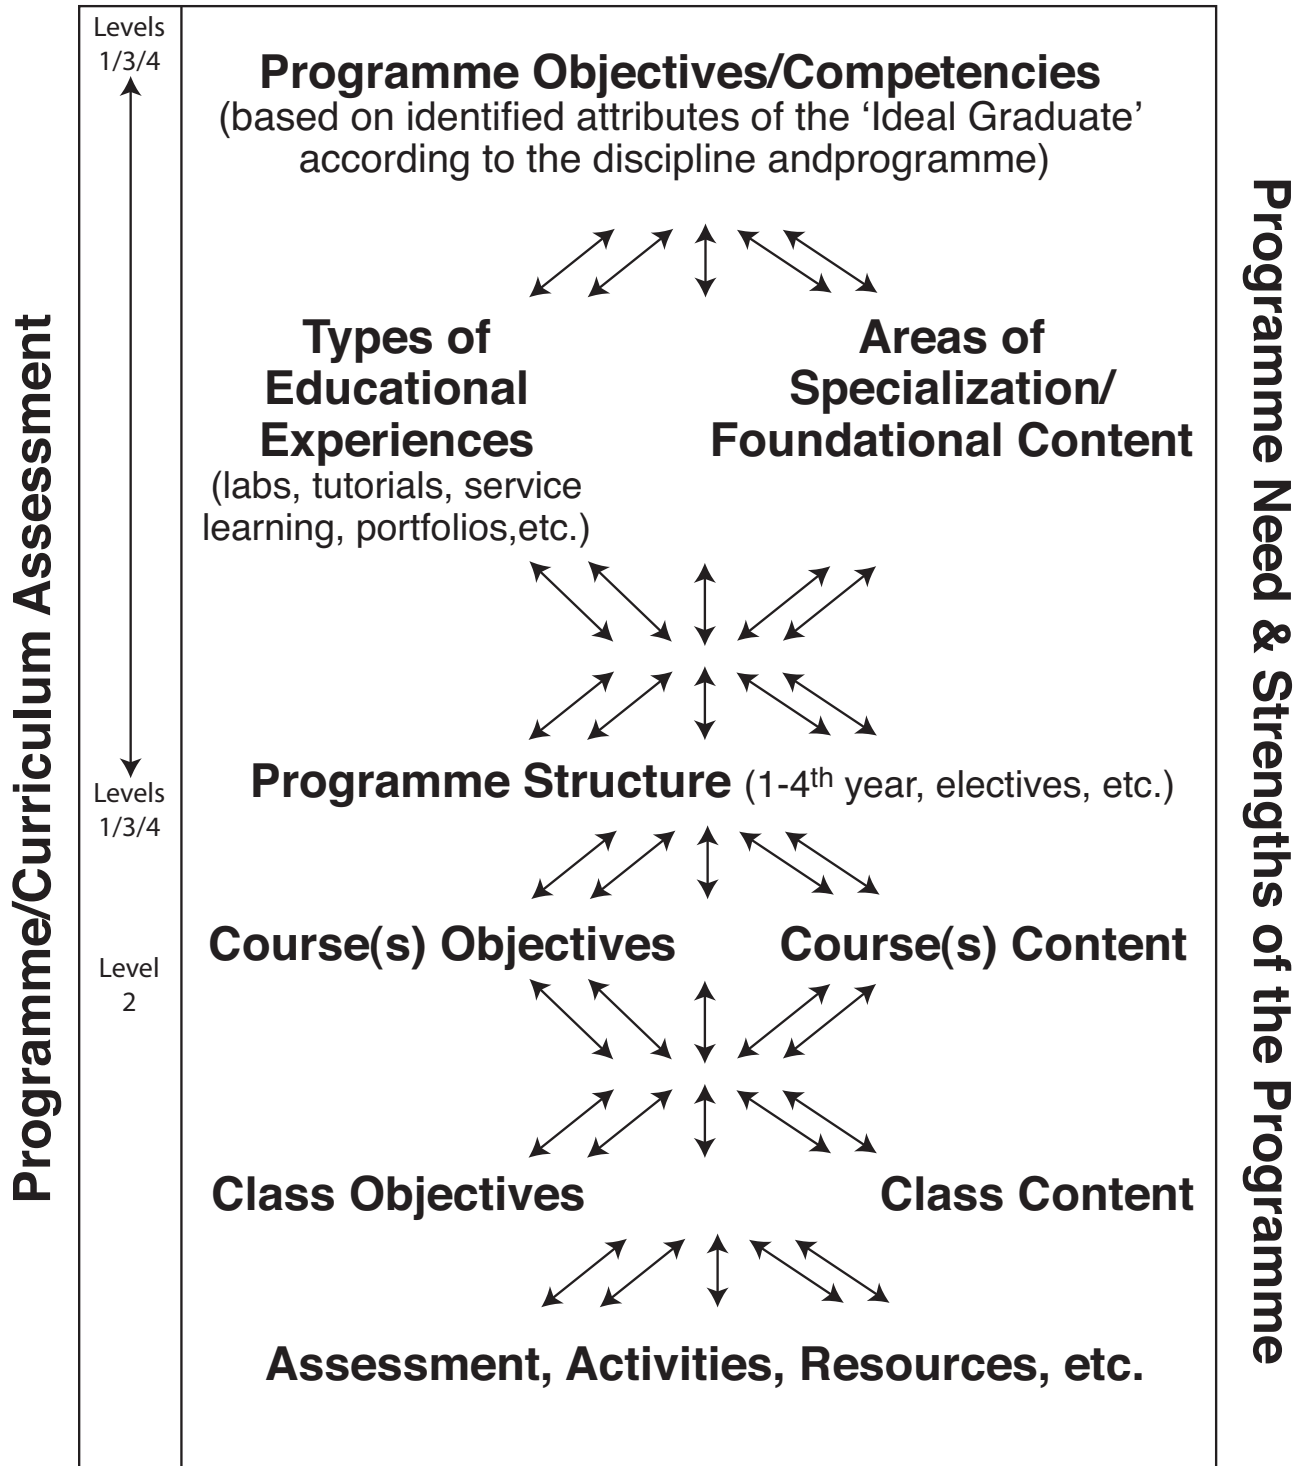 Programme/Curriculum Assessment
Levels
1/3/4
Programme Objectives/Competencies
(based on identified attributes of the ‘Ideal Graduate’
according to the discipline andprogramme)
Types of
Educational
Experiences
(labs, tutorials, service
learning, portfolios,etc.)
Areas of
Specialization/
Foundational Content
Levels
1/3/4
Programme Structure (1-4th year, electives, etc.)
Level
2
Course(s) Objectives
Course(s) Content
Class Objectives
Class Content
Assessment, Activities, Resources, etc.
Programme Need & Strengths of the Programme